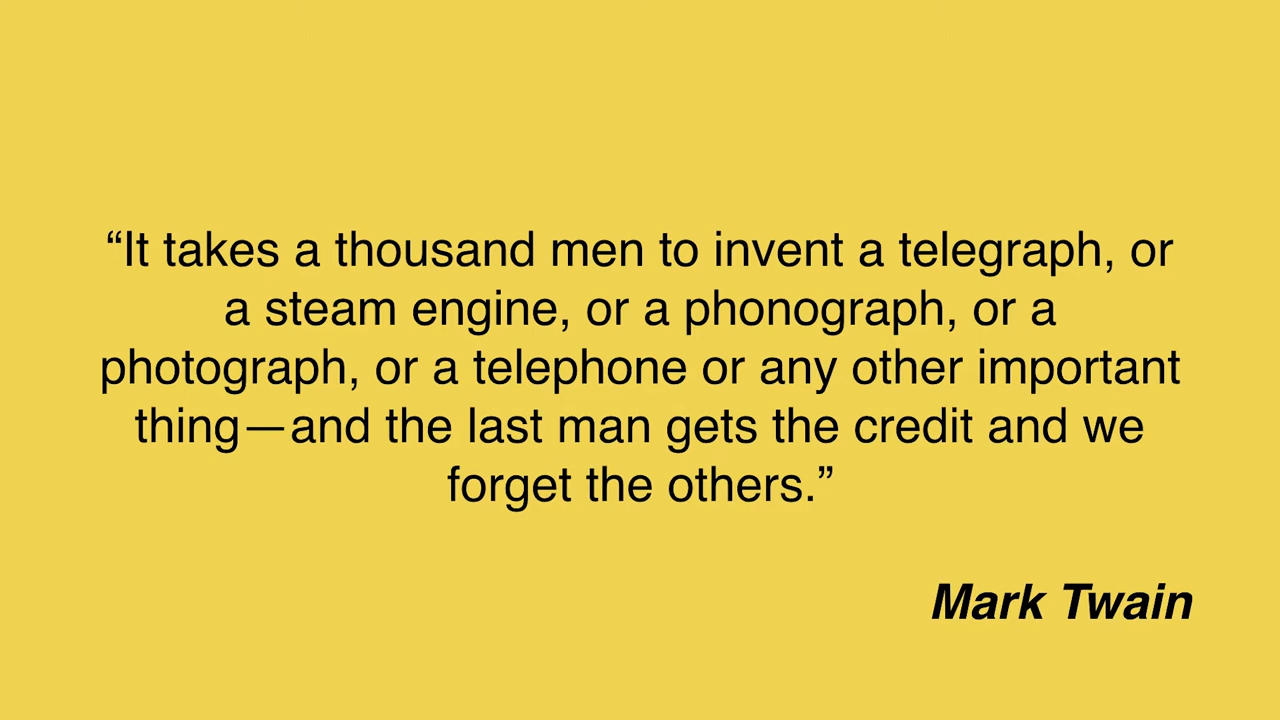 “It takes a thousand men to invent a telegraph, or
a steam engine, or a phonograph, or a
photograph, or a telephone or any other important
thing—and the last man gets the credit and we
forget the others.”
Mark Twain